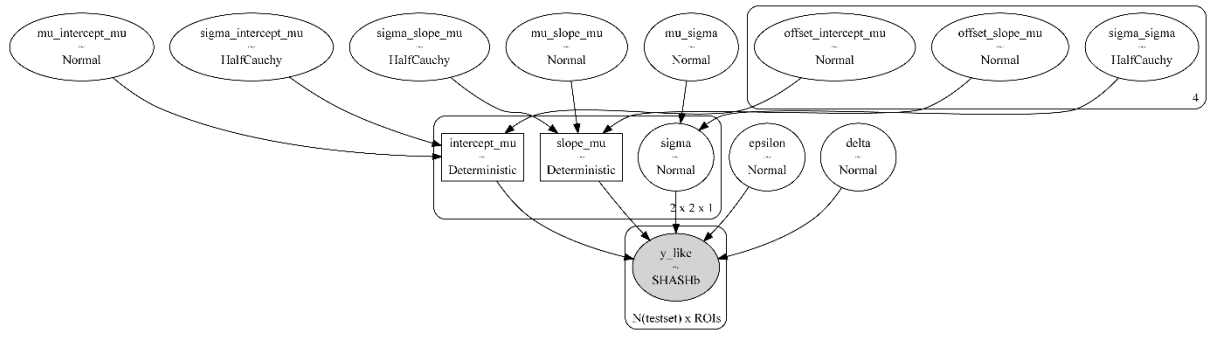 mu_intercept_mu
~
Normal
sigma_intercept_mu
~
HalfCauchy
sigma_slope_mu
~
HalfCauchy
mu_slope_mu
~
Normal
mu_sigma
~
Normal
offset_intercept_mu
~
Normal
offset_slope_mu
~
Normal
sigma_sigma
~
HalfCauchy
4
intercept_mu
~
Deterministic
slope_mu
~
Deterministic
sigma
~
Normal
2 x 2 x 1
epsilon
~
Normal
delta
~
Normal
y_like
~
SHASHb
N(testset) x ROIs